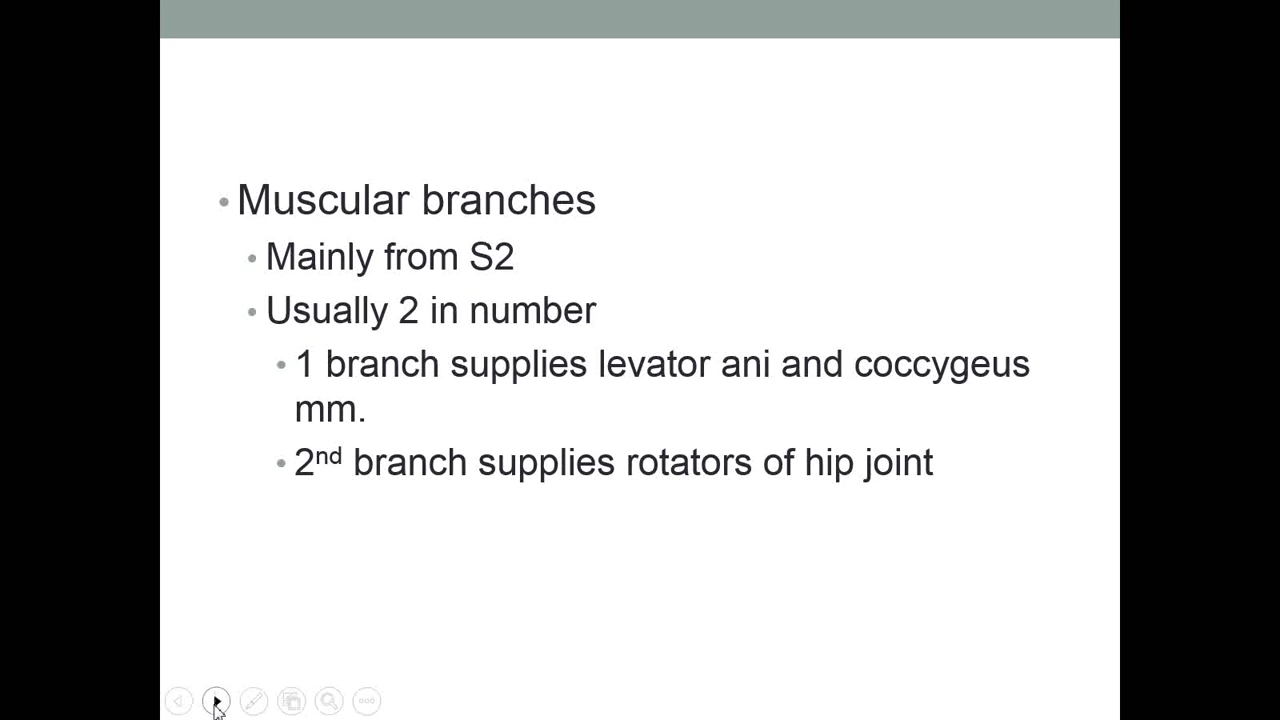 • Muscular branches
• Mainly from S2
• Usually 2 in number
• 1 branch supplies levator ani and coccygeus
mm.
• 2nd branch supplies rotators of hip joint